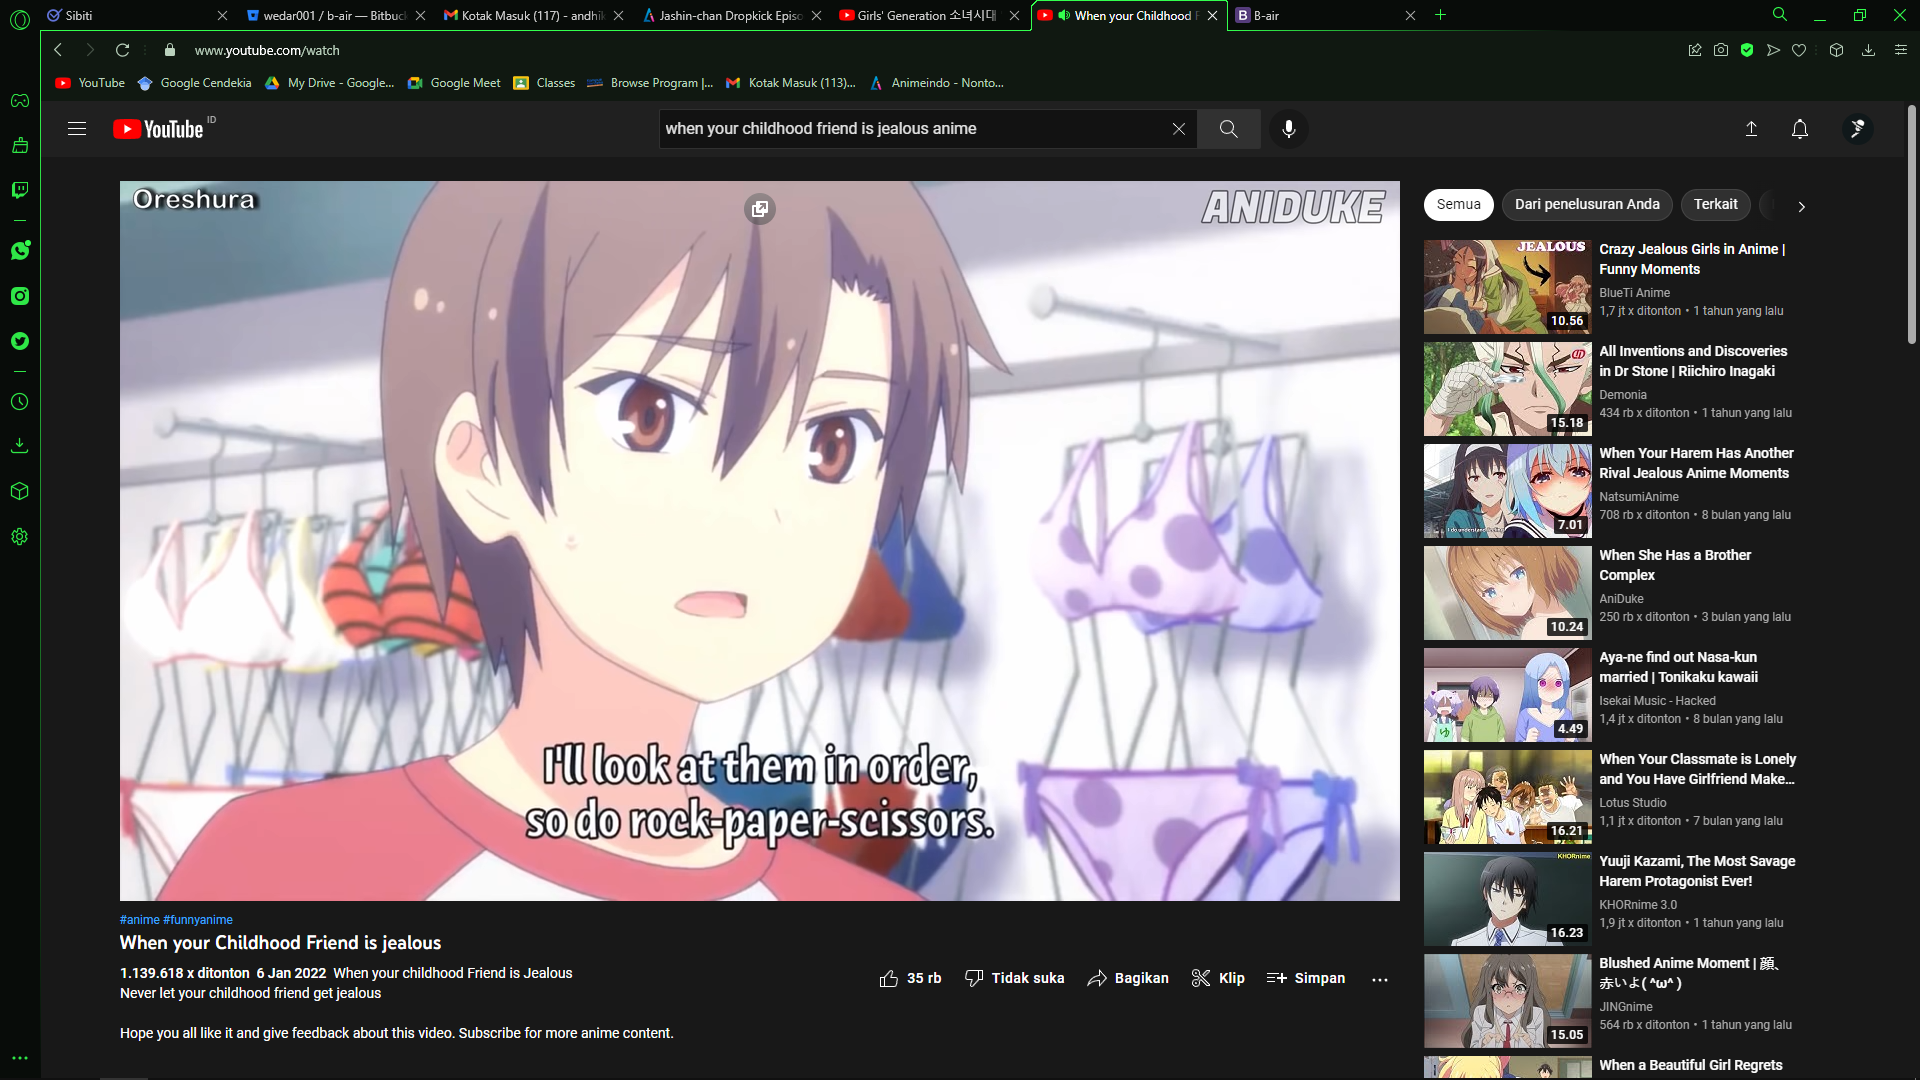 Sibiti
wedar001 / b-air — Bitbuck
Kotak Masuk (117) - andhik
Jashin-chan Dropkick Episo
Girls' Generation 소녀시대
When your Childhood F
B-air
www.youtube.com/watch
YouTube
Google Cendekia
My Drive - Google...
Google Meet
Classes
Browse Program |...
Kotak Masuk (113)...
Animeindo - Nonto...
YouTube ID
when your childhood friend is jealous anime
Oreshura
ANIDUKE
I'll look at them in order,
so do rock-paper-scissors.
#anime #funnyanime
When your Childhood Friend is jealous
1.139.618 x ditonton 6 Jan 2022 When your childhood Friend is Jealous
Never let your childhood friend get jealous
Hope you all like it and give feedback about this video. Subscribe for more anime content.
35 rb
Tidak suka
Bagikan
Klip
Simpan
Semua
Dari penelusuran Anda
Terkait
JEALOUS
10.56
Crazy Jealous Girls in Anime |
Funny Moments
BlueTi Anime
1,7 jt x ditonton • 1 tahun yang lalu
15.18
All Inventions and Discoveries
in Dr Stone | Riichiro Inagaki
Demonia
434 rb x ditonton • 1 tahun yang lalu
7.01
When Your Harem Has Another
Rival Jealous Anime Moments
NatsumiAnime
708 rb x ditonton • 8 bulan yang lalu
10.24
When She Has a Brother
Complex
AniDuke
250 rb x ditonton • 3 bulan yang lalu
ゆ
4.49
Aya-ne find out Nasa-kun
married | Tonikaku kawaii
Isekai Music - Hacked
1,4 jt x ditonton • 8 bulan yang lalu
16.21
When Your Classmate is Lonely
and You Have Girlfriend Make...
Lotus Studio
1,1 jt x ditonton • 7 bulan yang lalu
KHORnime
16.23
Yuuji Kazami, The Most Savage
Harem Protagonist Ever!
KHORnime 3.0
1,9 jt x ditonton • 1 tahun yang lalu
15.05
Blushed Anime Moment | 顔、
赤いよ( ^ω^ )
JINGnime
564 rb x ditonton • 1 tahun yang lalu
When a Beautiful Girl Regrets